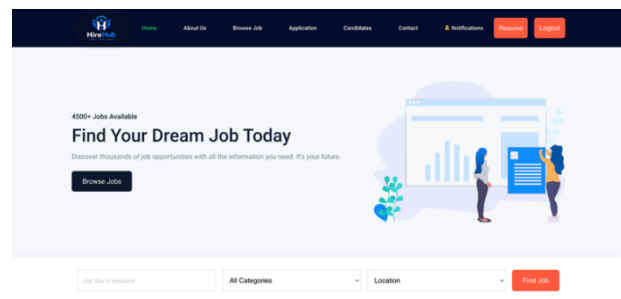 HireHub
Home About Us Browse Job Application Candidates Contact Notifications Resume Logout
4500+ Jobs Available
Find Your Dream Job Today
Discover thousands of job opportunities with all the information you need. It's your future.
Browse Jobs
Job title or keyword All Categories Location Find Job